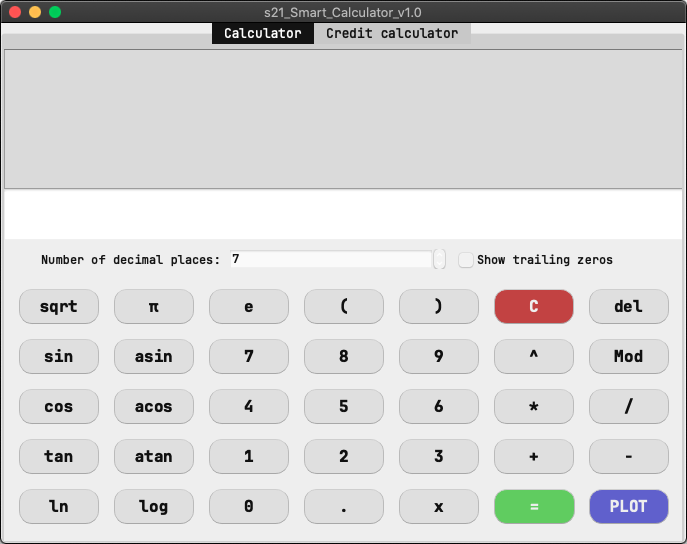 s21_Smart_Calculator_v1.0
Calculator Credit calculator
Number of decimal places: 7 Show trailing zeros
sqrt π e ( ) C del
sin asin 7 8 9 ^ Mod
cos acos 4 5 6 * /
tan atan 1 2 3 + -
ln log 0 . x = PLOT